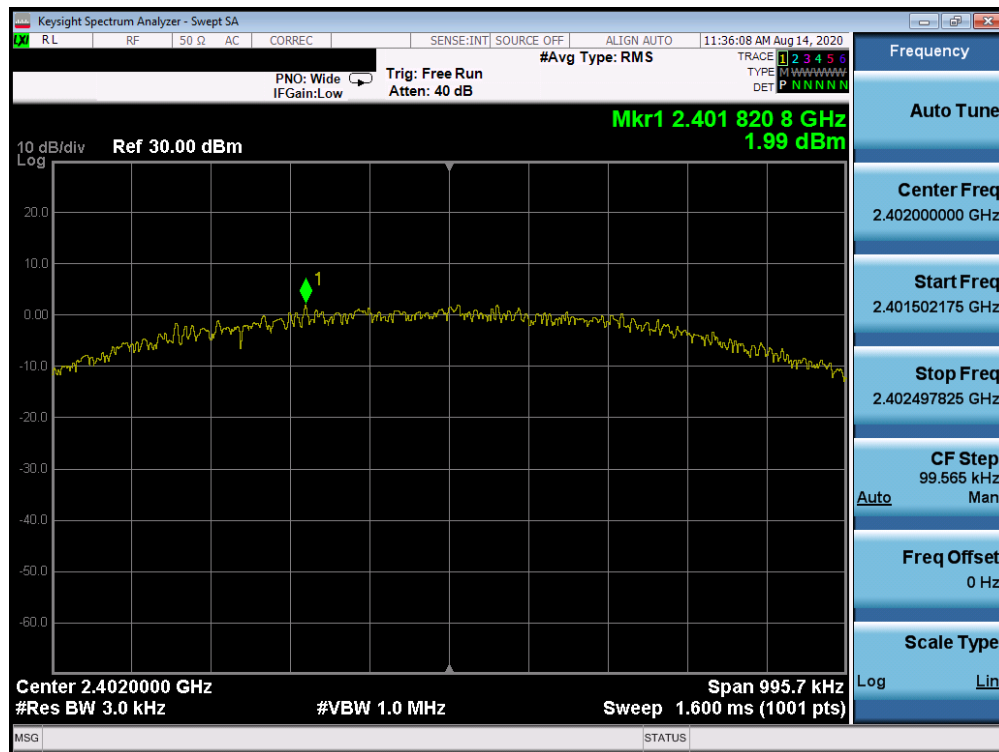 Keysight Spectrum Analyzer - Swept SA
LXI RL RF 50 Ω AC CORREC SENSE:INT SOURCE OFF ALIGN AUTO 11:36:08 AM Aug 14, 2020
#Avg Type: RMS
TRACE 1 2 3 4 5 6
PNO: Wide
Trig: Free Run
TYPE M WWWWW
IFGain:Low
Atten: 40 dB
DET P N N N N N
Mkr1 2.401 820 8 GHz
1.99 dBm
10 dB/div Ref 30.00 dBm
Log
20.0
10.0
1
0.00
-10.0
-20.0
-30.0
-40.0
-50.0
-60.0
Center 2.4020000 GHz Span 995.7 kHz
#Res BW 3.0 kHz #VBW 1.0 MHz Sweep 1.600 ms (1001 pts)
MSG STATUS
Frequency
Auto Tune
Center Freq
2.402000000 GHz
Start Freq
2.401502175 GHz
Stop Freq
2.402497825 GHz
CF Step
99.565 kHz
Auto Man
Freq Offset
0 Hz
Scale Type
Log Lin